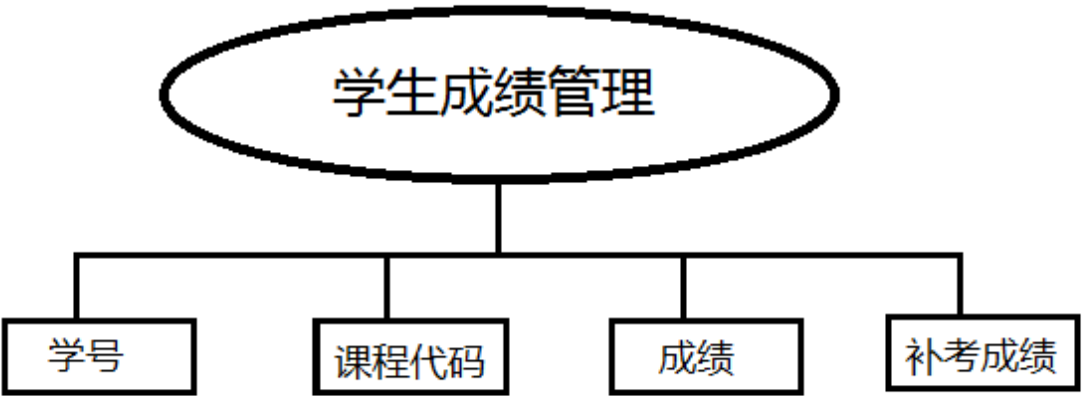 学生成绩管理
学号
课程代码
成绩
补考成绩